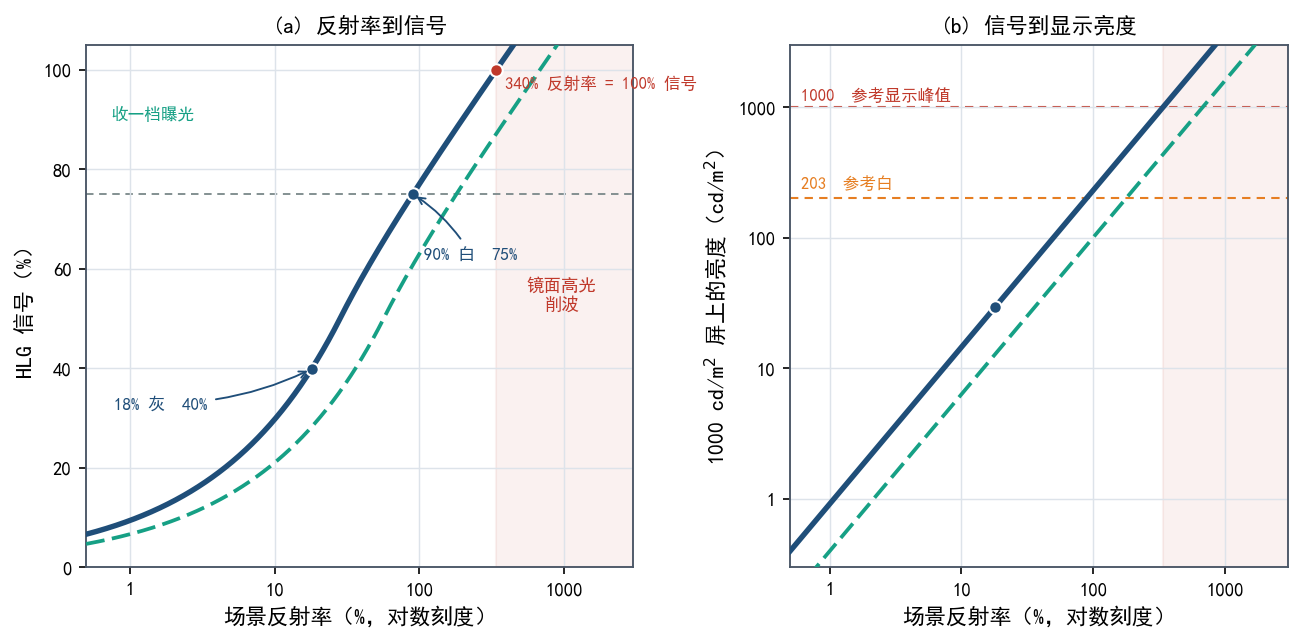 (a) 反射率到信号
HLG 信号 (%)
100
80
60
40
20
0
收一档曝光
340% 反射率 = 100% 信号
90% 白 75%
镜面高光
削波
18% 灰 40%
1
10
100
1000
场景反射率 (%, 对数刻度)
(b) 信号到显示亮度
1000 cd/m² 屏上的亮度 (cd/m²)
1000
100
10
1
1000 参考显示峰值
203 参考白
1
10
100
1000
场景反射率 (%, 对数刻度)